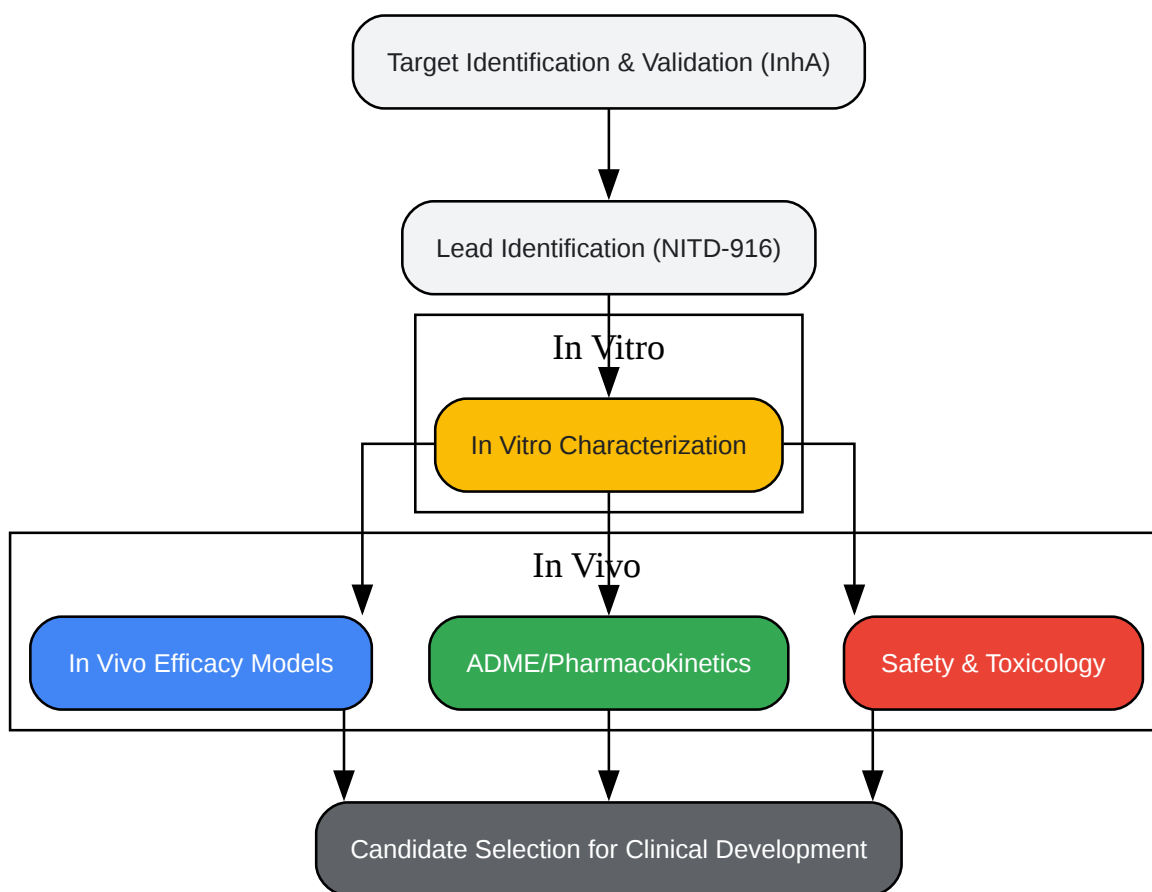 Target Identification & Validation (InhA)
Lead Identification (NITD-916)
In Vitro
In Vitro Characterization
In Vivo
In Vivo Efficacy Models
ADME/Pharmacokinetics
Safety & Toxicology
Candidate Selection for Clinical Development